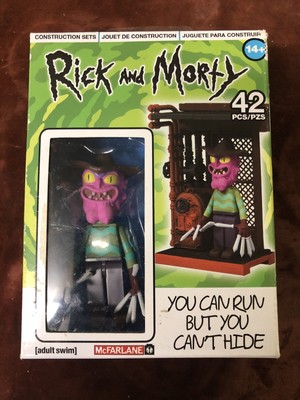 CONSTRUCTION SETS | JOUET DE CONSTRUCTION | JUGUETE PARA CONSTRUIR
14+
Rick and Morty
42
PCS/PZS
YOU CAN RUN
BUT YOU
CAN'T HIDE
[adult swim]
McFARLANE